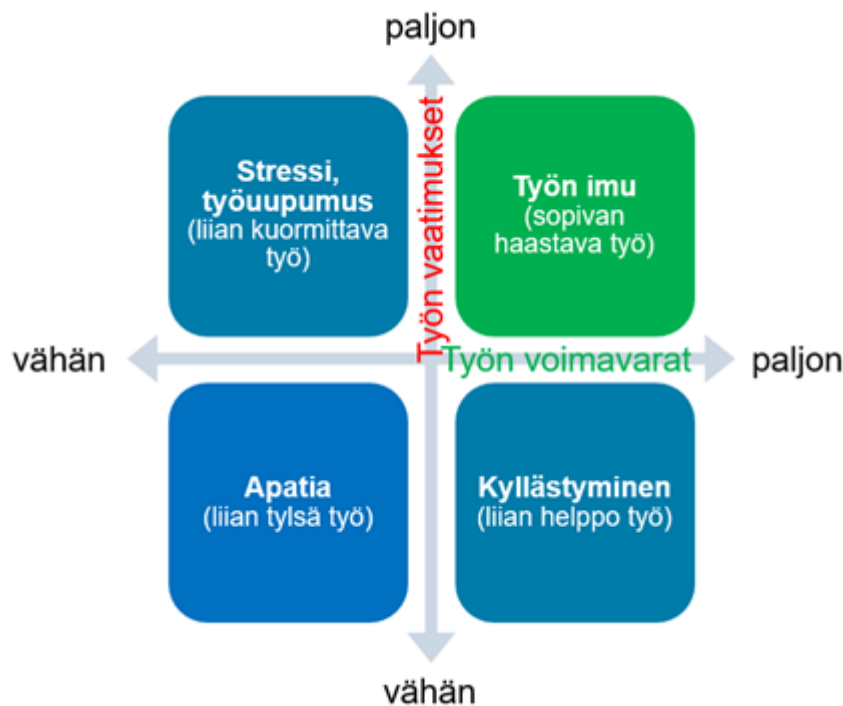 paljon
Työn vaatimukset
Stressi,
työuupumus
(liian kuormittava
työ)
Työn imu
(sopivan
haastava työ)
vähän
Työn voimavarat
paljon
Apatia
(liian tylsä työ)
Kyllästyminen
(liian helppo työ)
vähän